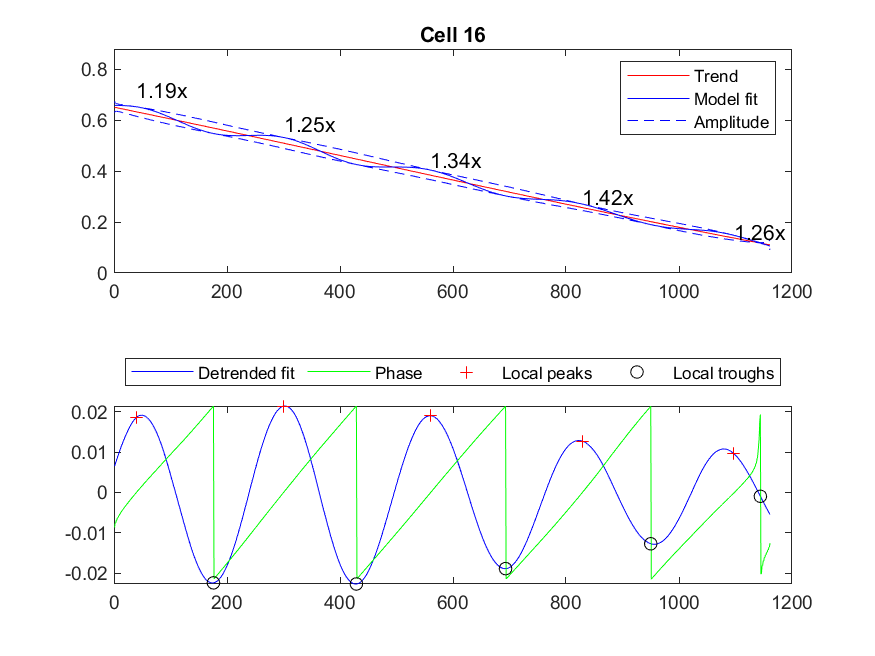 Cell 16
0.8
0.6
0.4
0.2
0
1.19x
1.25x
1.34x
1.42x
1.26x
Trend
Model fit
Amplitude
0 200 400 600 800 1000 1200
Detrended fit Phase Local peaks Local troughs
0.02
0.01
0
-0.01
-0.02
0 200 400 600 800 1000 1200